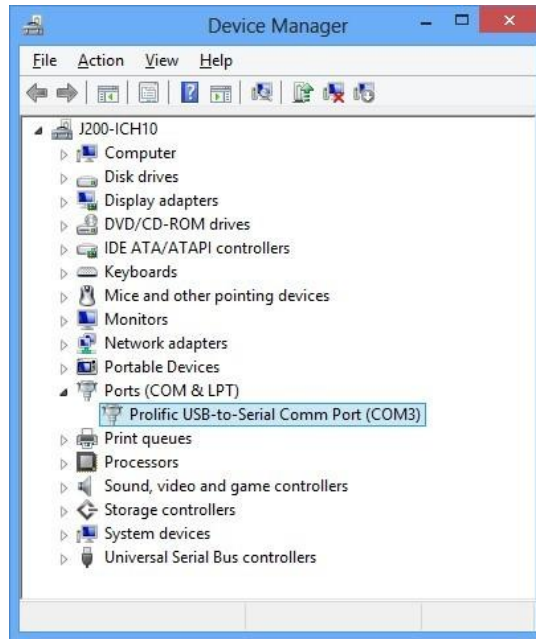 Device Manager
File Action View Help
J200-ICH10
Computer
Disk drives
Display adapters
DVD/CD-ROM drives
IDE ATA/ATAPI controllers
Keyboards
Mice and other pointing devices
Monitors
Network adapters
Portable Devices
Ports (COM & LPT)
Prolific USB-to-Serial Comm Port (COM3)
Print queues
Processors
Sound, video and game controllers
Storage controllers
System devices
Universal Serial Bus controllers